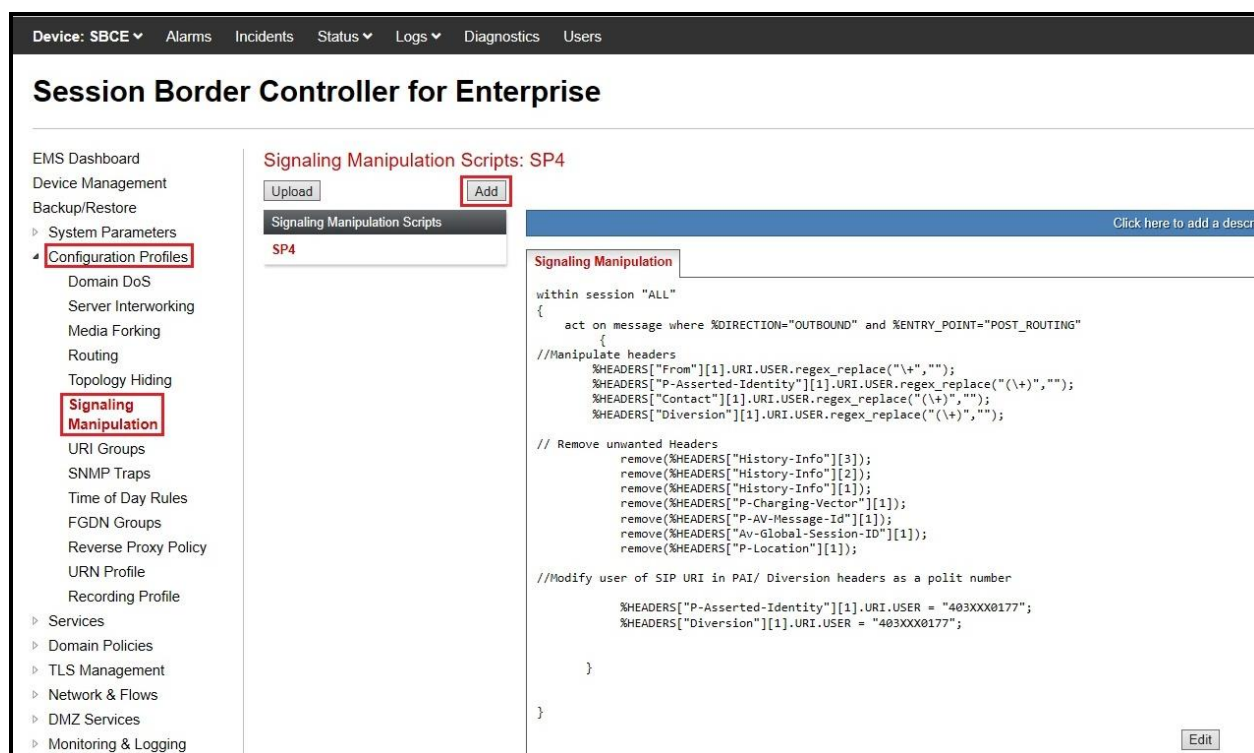 Device: SBCE Alarms Incidents Status Logs Diagnostics Users
Session Border Controller for Enterprise
EMS Dashboard
Device Management
Backup/Restore
System Parameters
Configuration Profiles
Domain DoS
Server Interworking
Media Forking
Routing
Topology Hiding
Signaling
Manipulation
URI Groups
SNMP Traps
Time of Day Rules
FGDN Groups
Reverse Proxy Policy
URN Profile
Recording Profile
Services
Domain Policies
TLS Management
Network & Flows
DMZ Services
Monitoring & Logging
Signaling Manipulation Scripts: SP4
Upload Add
Signaling Manipulation Scripts
SP4
Click here to add a descr
Signaling Manipulation
within session "ALL"
{
act on message where %DIRECTION="OUTBOUND" and %ENTRY_POINT="POST_ROUTING"
{
//Manipulate headers
%HEADERS["From"][1].URI.USER.regex_replace("\+","");
%HEADERS["P-Asserted-Identity"][1].URI.USER.regex_replace("(\+)","");
%HEADERS["Contact"][1].URI.USER.regex_replace("(\+)","");
%HEADERS["Diversion"][1].URI.USER.regex_replace("(\+)","");
// Remove unwanted Headers
remove(%HEADERS["History-Info"][3]);
remove(%HEADERS["History-Info"][2]);
remove(%HEADERS["History-Info"][1]);
remove(%HEADERS["P-Charging-Vector"][1]);
remove(%HEADERS["P-AV-Message-Id"][1]);
remove(%HEADERS["Av-Global-Session-ID"][1]);
remove(%HEADERS["P-Location"][1]);
//Modify user of SIP URI in PAI/ Diversion headers as a polit number
%HEADERS["P-Asserted-Identity"][1].URI.USER = "403XXX0177";
%HEADERS["Diversion"][1].URI.USER = "403XXX0177";
}
}
Edit